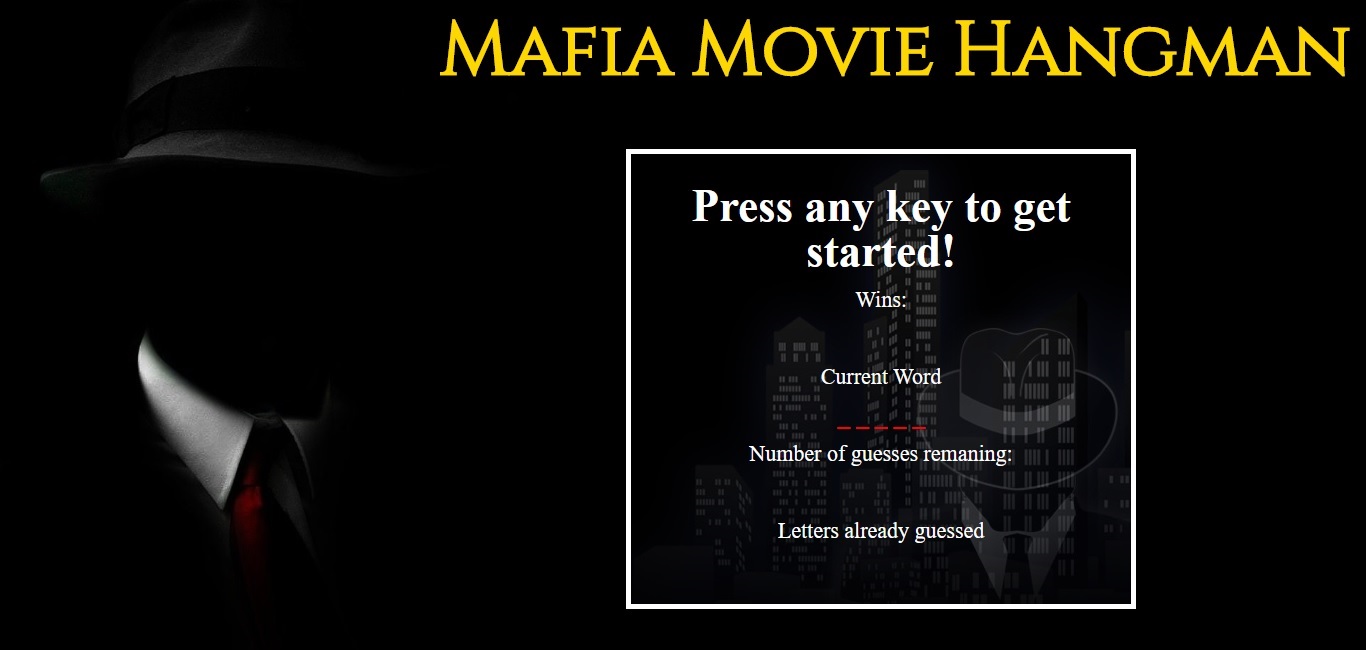 Mafia Movie Hangman
Press any key to get
started!
Wins:
Current Word
_ _ _ _ _
Number of guesses remaning:
Letters already guessed